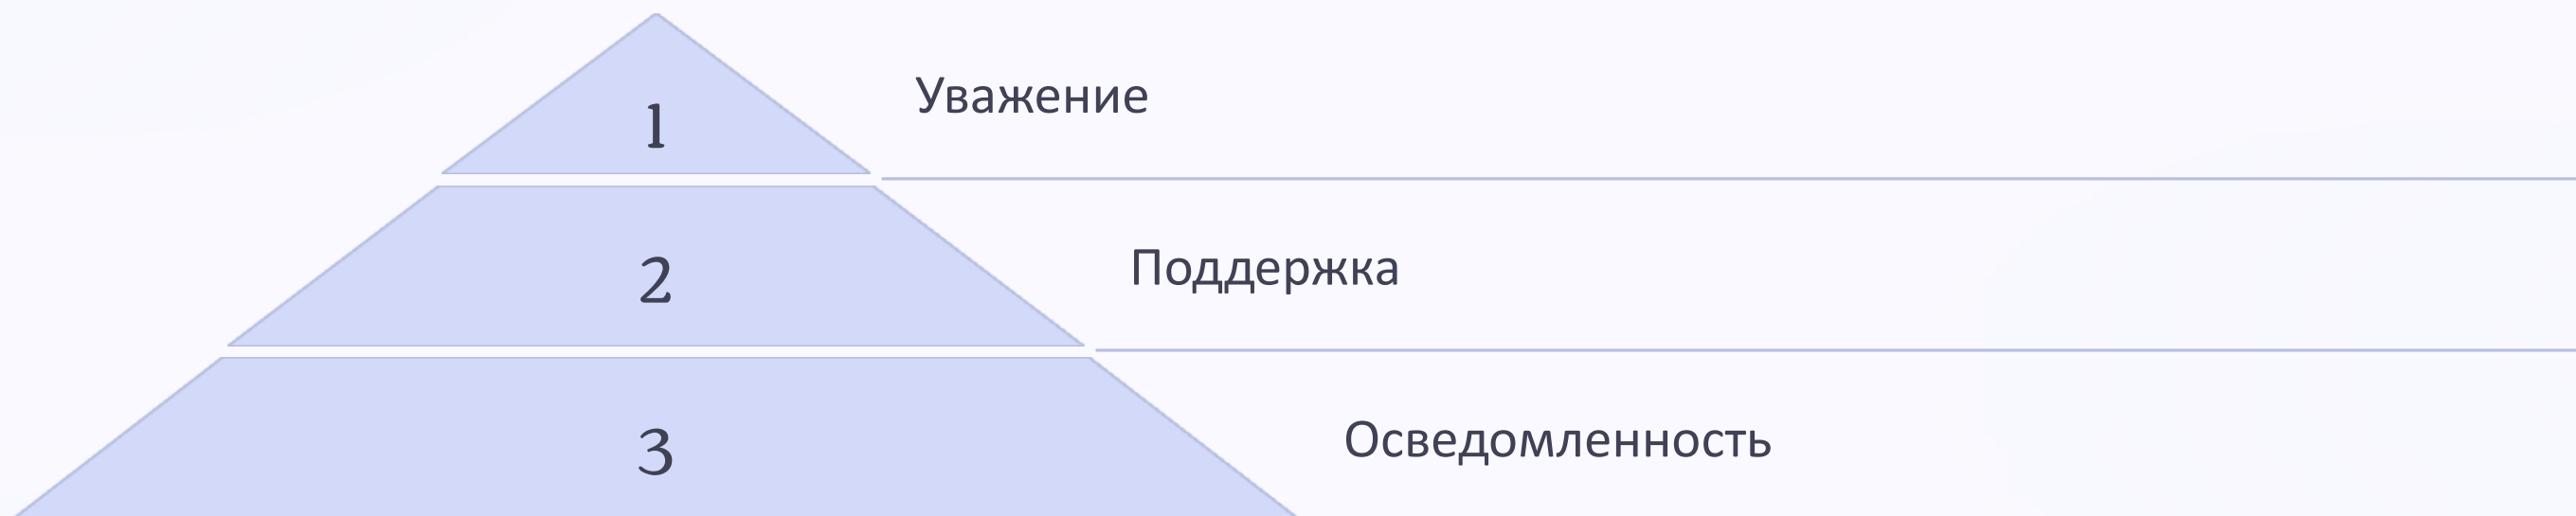 1
Уважение
2
Поддержка
3
Осведомленность